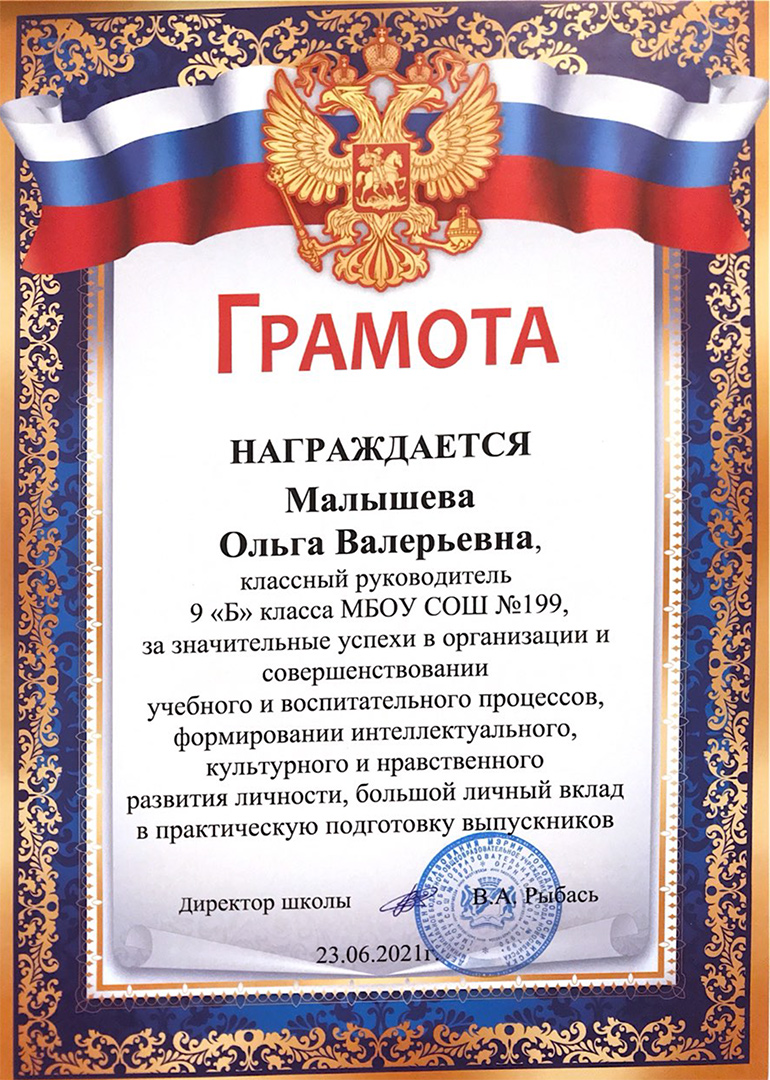 ГРАМОТА
НАГРАЖДАЕТСЯ
Малышева
Ольга Валерьевна,
классный руководитель
9 «Б» класса МБОУ СОШ №199,
за значительные успехи в организации и
совершенствовании
учебного и воспитательного процессов,
формировании интеллектуального,
культурного и нравственного
развития личности, большой личный вклад
в практическую подготовку выпускников
Директор школы В.А. Рыбась
23.06.2021г.